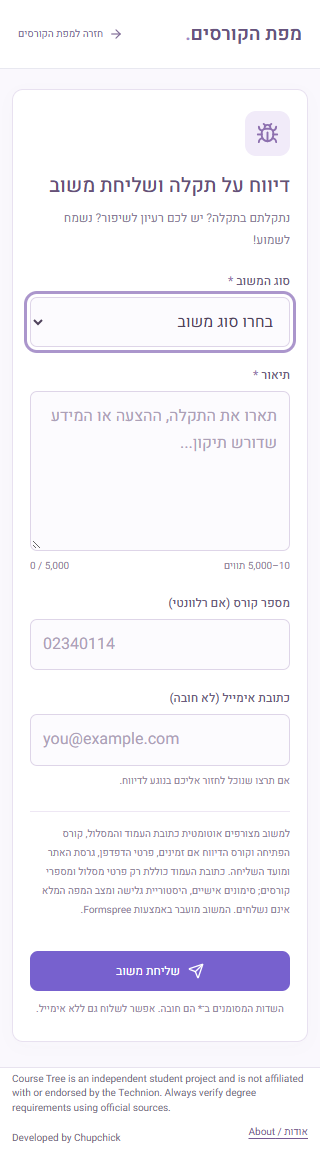 מפת הקורסים.
חזרה למפת הקורסים
דיווח על תקלה ושליחת משוב
נתקלתם בתקלה? יש לכם רעיון לשיפור? נשמח
לשמוע!
סוג המשוב *
בחרו סוג משוב
תיאור *
תארו את התקלה, ההצעה או המידע
שדורש תיקון...
10–5,000 תווים
0 / 5,000
מספר קורס (אם רלוונטי)
02340114
כתובת אימייל (לא חובה)
you@example.com
אם תרצו שנוכל לחזור אליכם בנוגע לדיווח.
למשוב מצורפים אוטומטית כתובת העמוד והמסלול, קורס
הפתיחה וקורס הדיווח אם זמינים, פרטי הדפדפן, גרסת האתר
ומועד השליחה. כתובת העמוד כוללת רק פרטי מסלול ומספרי
קורסים; סימונים אישיים, היסטוריית גלישה ומצב המפה המלא
אינם נשלחים. המשוב מועבר באמצעות Formspree.
שליחת משוב
השדות המסומנים ב־* הם חובה. אפשר לשלוח גם ללא אימייל.
Course Tree is an independent student project and is not affiliated
with or endorsed by the Technion. Always verify degree
requirements using official sources.
Developed by Chupchick
About / אודות